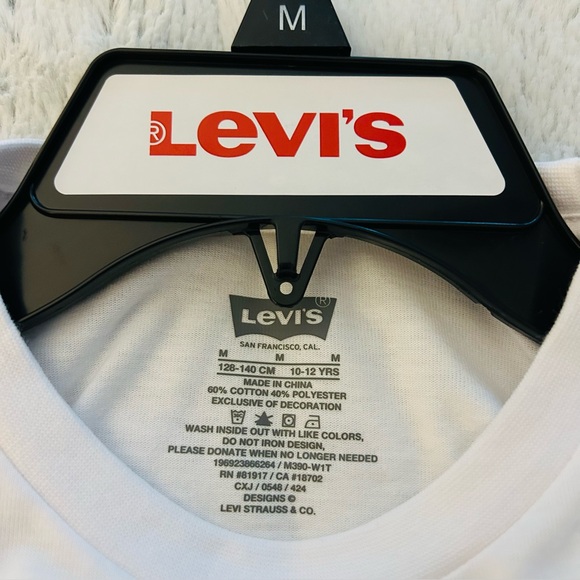 M
® Levi's
Levi's ®
SAN FRANCISCO, CAL.
M M M
128-140 CM 10-12 YRS
MADE IN CHINA
60% COTTON 40% POLYESTER
EXCLUSIVE OF DECORATION
WASH INSIDE OUT WITH LIKE COLORS,
DO NOT IRON DESIGN,
PLEASE DONATE WHEN NO LONGER NEEDED
196923866264 / M390-W1T
RN #81917 / CA #18702
CXJ / 0548 / 424
DESIGNS ©
LEVI STRAUSS & CO.